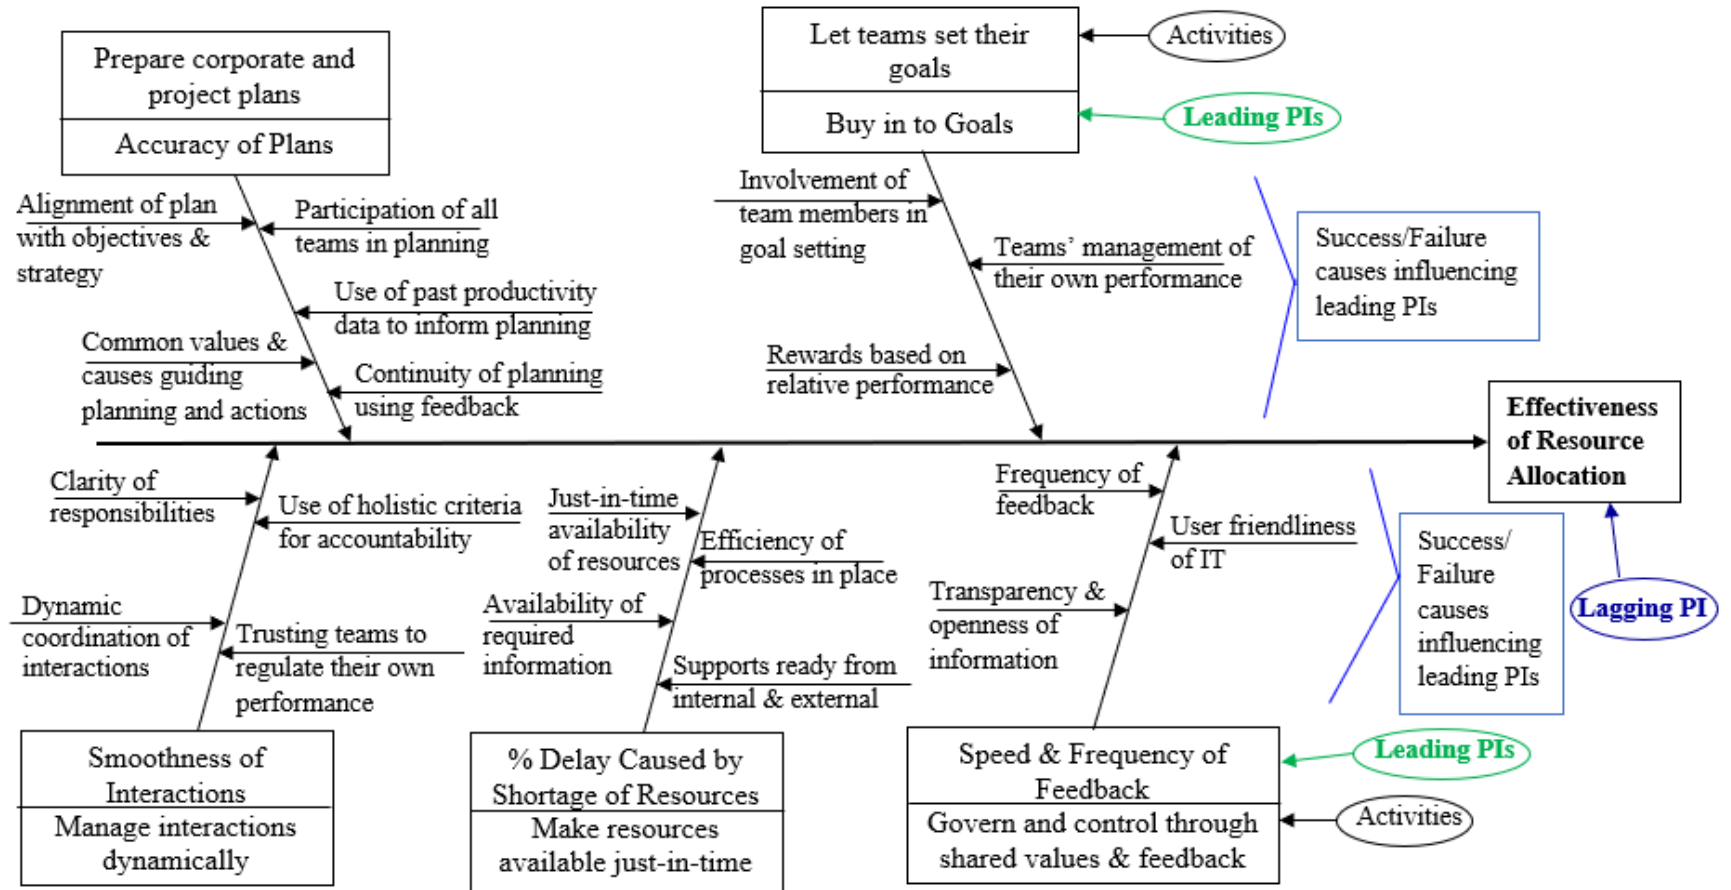 Prepare corporate and
project plans
Accuracy of Plans
Let teams set their
goals
Buy in to Goals
Activities
Leading PIs
Alignment of plan
with objectives &
strategy
Participation of all
teams in planning
Use of past productivity
data to inform planning
Common values &
causes guiding
planning and actions
Continuity of planning
using feedback
Involvement of
team members in
goal setting
Teams’ management of
their own performance
Rewards based on
relative performance
Success/Failure
causes influencing
leading PIs
Effectiveness
of Resource
Allocation
Clarity of
responsibilities
Use of holistic criteria
for accountability
Dynamic
coordination of
interactions
Trusting teams to
regulate their own
performance
Just-in-time
availability
of resources
Efficiency of
processes in place
Availability of
required
information
Supports ready from
internal & external
Frequency of
feedback
User friendliness
of IT
Transparency &
openness of
information
Success/
Failure
causes
influencing
leading PIs
Lagging PI
Smoothness of
Interactions
Manage interactions
dynamically
% Delay Caused by
Shortage of Resources
Make resources
available just-in-time
Speed & Frequency of
Feedback
Govern and control through
shared values & feedback
Leading PIs
Activities